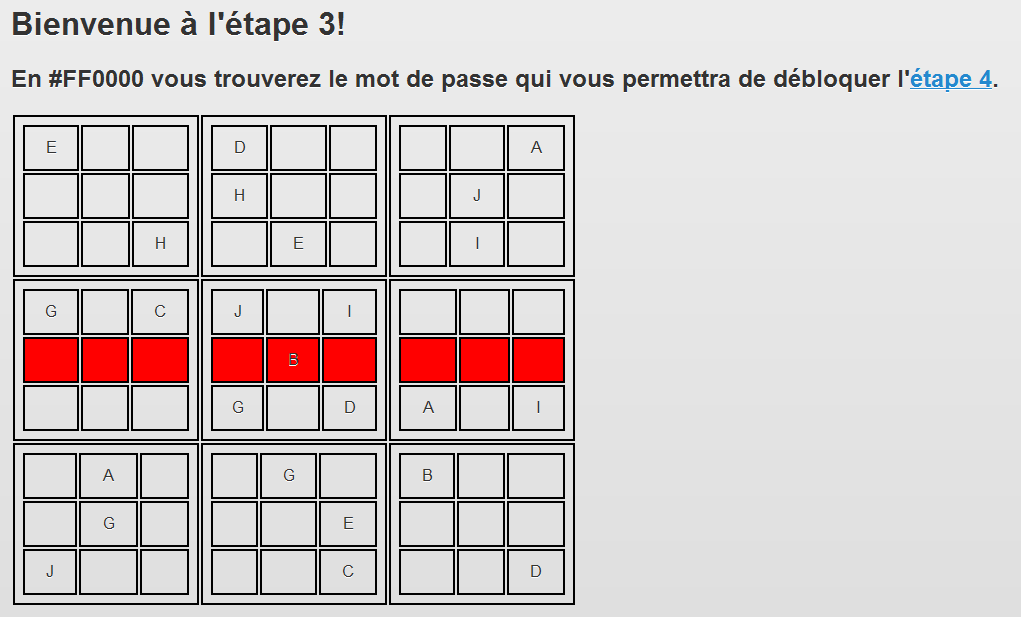 Bienvenue à l'étape 3!
En #FF0000 vous trouverez le mot de passe qui vous permettra de débloquer l'étape 4.
E D A
H J
H E I
G C J I
B
G D A I
A G B
G E
J C D